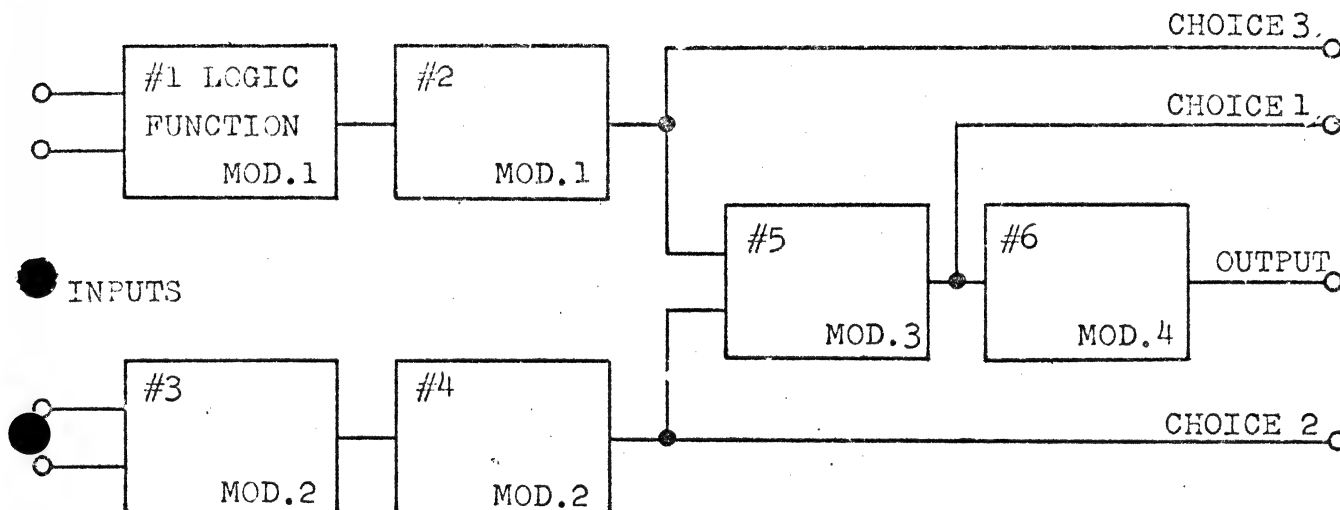 CHOICE 3
#1 LOGIC
FUNCTION
MOD.1
#2
MOD.1
CHOICE 1
#5
MOD.3
#6
MOD.4
OUTPUT
INPUTS
#3
MOD.2
#4
MOD.2
CHOICE 2